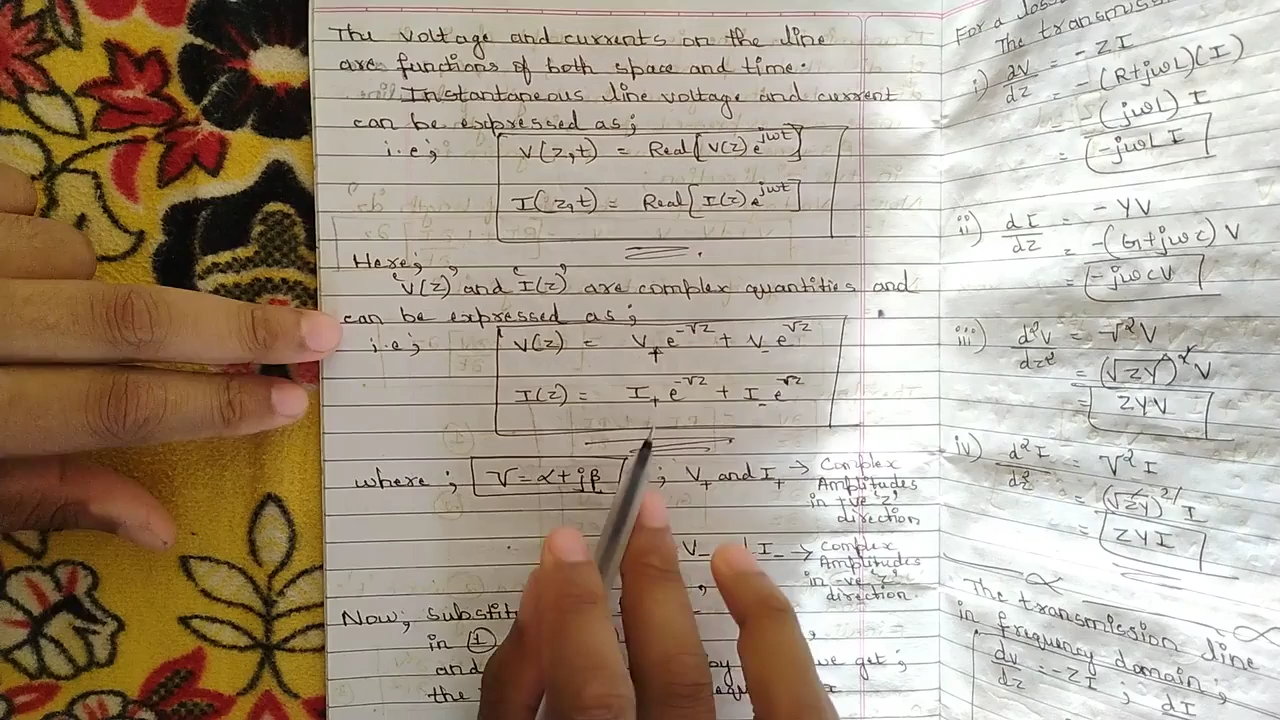 The voltage and currents on the line
are functions of both space and time.
Instantaneous line voltage and current
can be expressed as;
i.e; V(z,t) = Real[V(z) e^jωt]
I(z,t) = Real[I(z) e^jωt]
Here;
V(z) and I(z) are complex quantities and
can be expressed as;
i.e; V(z) = V₊ e^-γz + V₋ e^γz
I(z) = I₊ e^-γz + I₋ e^γz
where; γ = α+jβ ; V₊ and I₊ → Complex
Amplitudes
in +ve 'z'
direction
V₋ I₋ → Complex
Amplitudes
in -ve 'z'
direction.
Now; substit
in ①
and we get;
the
For a
The transmis
i) dV/dz = -ZI
= -(R+jωL)(I)
(jωL) I
= -jωL I
ii) dI/dz = -YV
= -(G+jωc) V
= -jωcV
iii) d²V/dz² = γ²V
= (√ZY)² V
= ZYV
iv) d²I/dz² = γ² I
= (√ZY)² I
= ZYI
The transmission line
in frequency domain;
dv/dz = -ZI ; dI